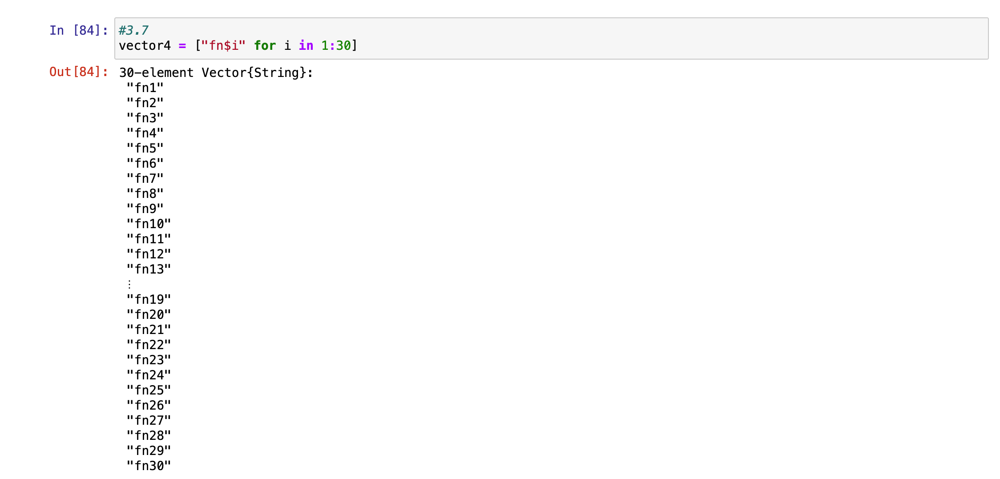 In [84]:
#3.7
vector4 = ["fn$i" for i in 1:30]
Out[84]:
30-element Vector{String}:
"fn1"
"fn2"
"fn3"
"fn4"
"fn5"
"fn6"
"fn7"
"fn8"
"fn9"
"fn10"
"fn11"
"fn12"
"fn13"
⋮
"fn19"
"fn20"
"fn21"
"fn22"
"fn23"
"fn24"
"fn25"
"fn26"
"fn27"
"fn28"
"fn29"
"fn30"